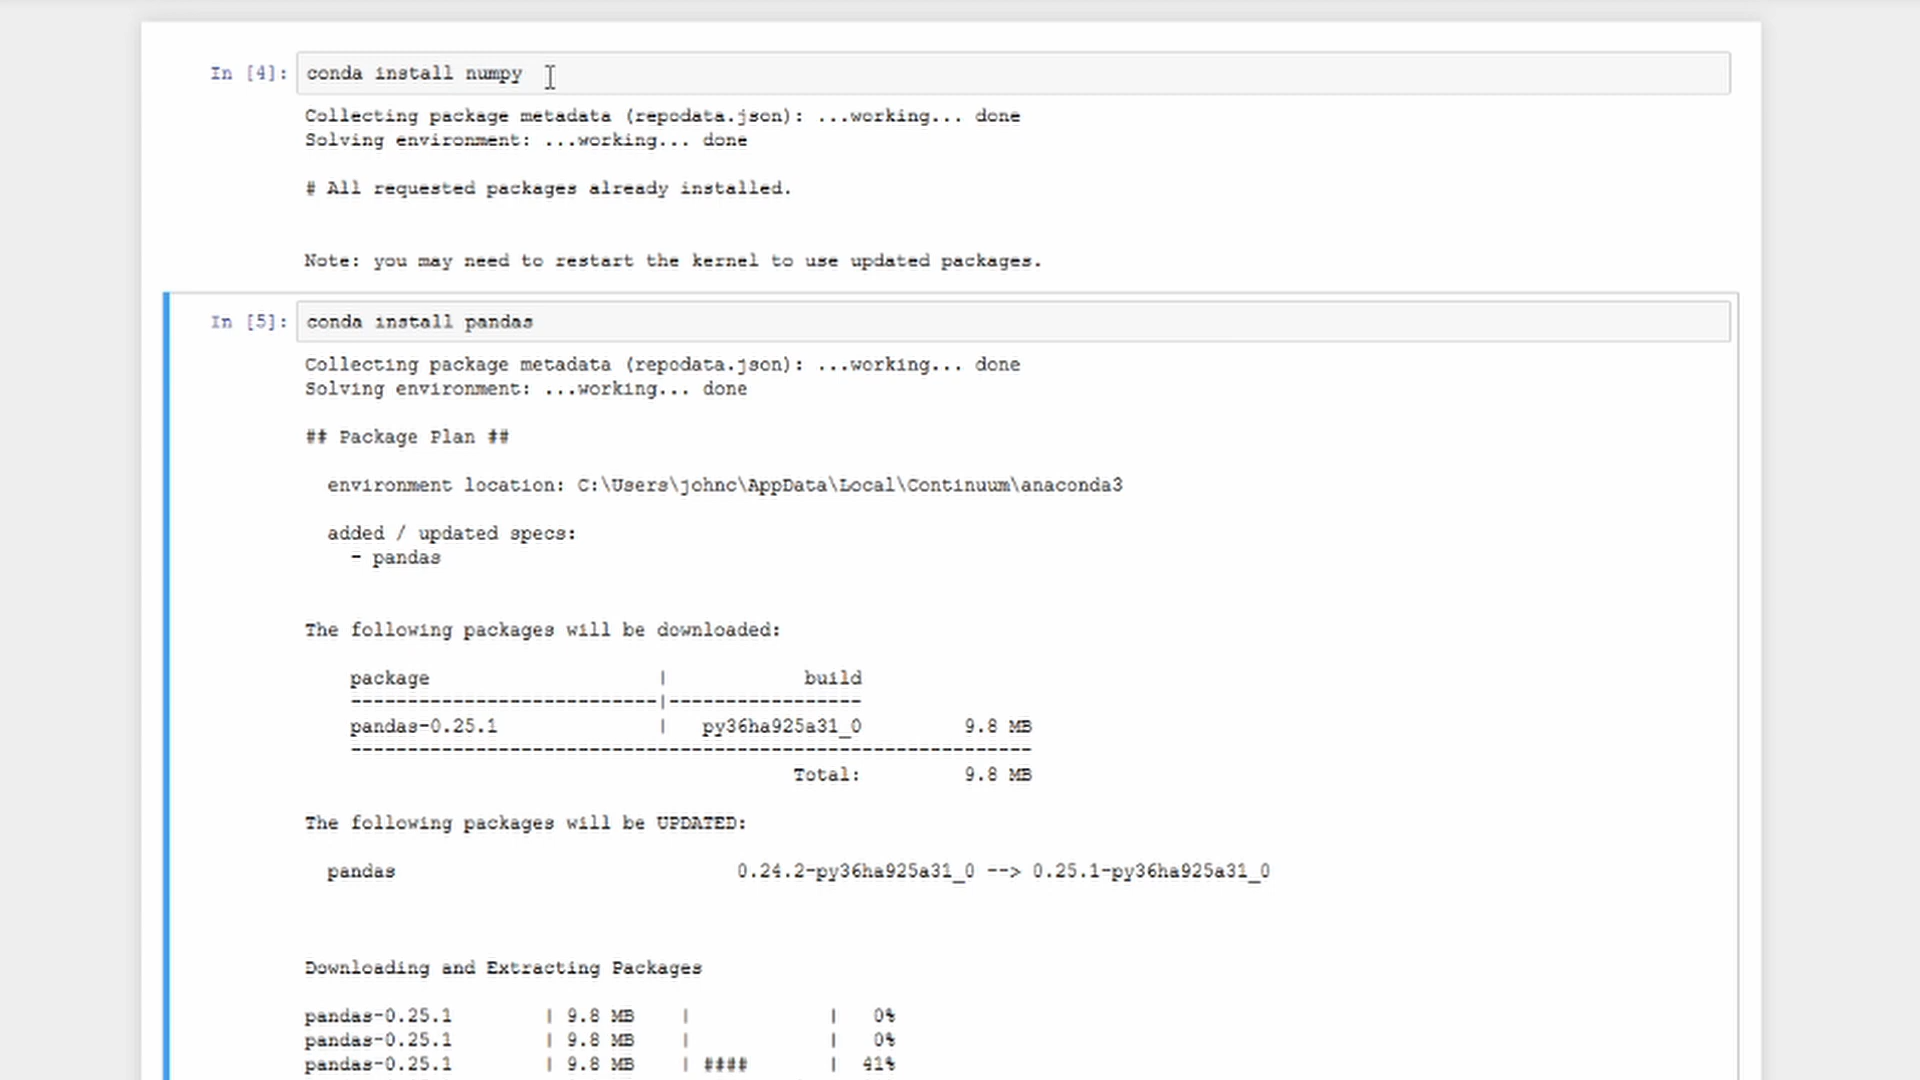 In [4]: conda install numpy
Collecting package metadata (repodata.json): ...working... done
Solving environment: ...working... done
# All requested packages already installed.
Note: you may need to restart the kernel to use updated packages.
In [5]: conda install pandas
Collecting package metadata (repodata.json): ...working... done
Solving environment: ...working... done
## Package Plan ##
environment location: C:\Users\johnc\AppData\Local\Continuum\anaconda3
added / updated specs:
- pandas
The following packages will be downloaded:
package | build
---------------------------|-----------------
pandas-0.25.1 | py36ha925a31_0 9.8 MB
------------------------------------------------------------
Total: 9.8 MB
The following packages will be UPDATED:
pandas 0.24.2-py36ha925a31_0 --> 0.25.1-py36ha925a31_0
Downloading and Extracting Packages
pandas-0.25.1 | 9.8 MB | | 0%
pandas-0.25.1 | 9.8 MB | | 0%
pandas-0.25.1 | 9.8 MB | #### | 41%